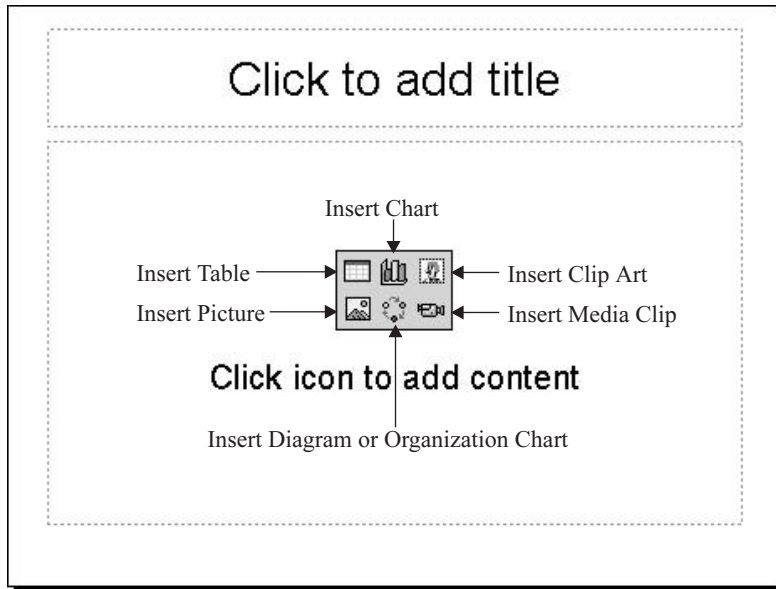 Click to add title
Insert Chart
Insert Table
Insert Clip Art
Insert Picture
Insert Media Clip
Click icon to add content
Insert Diagram or Organization Chart